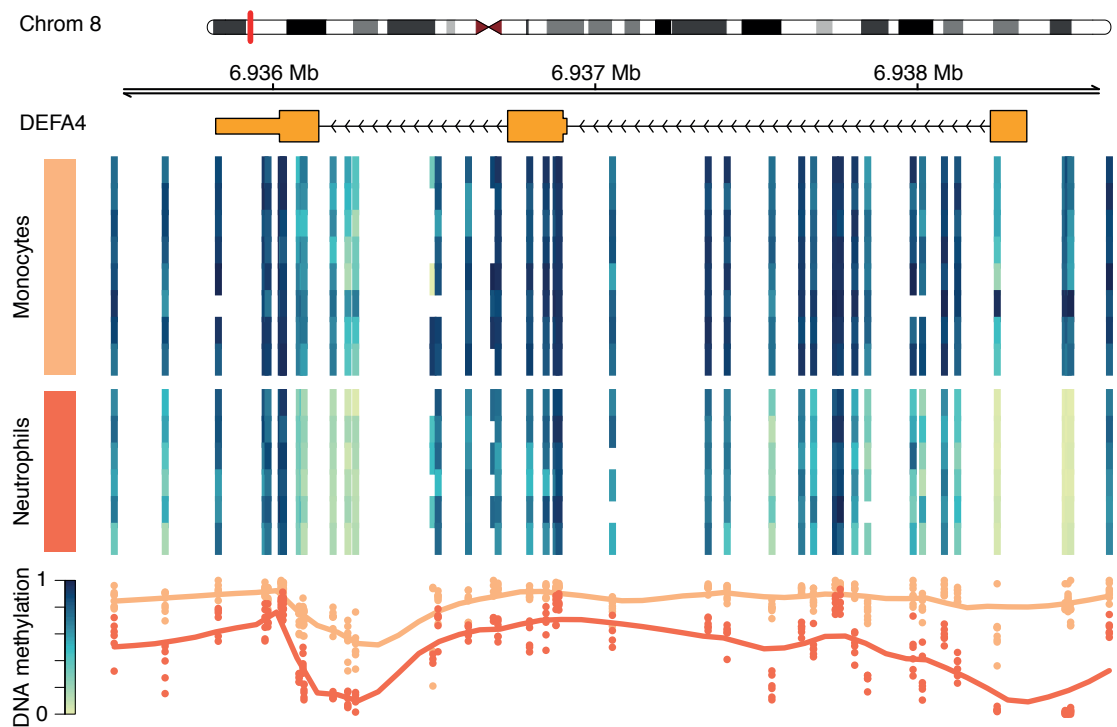 Chrom 8
6.936 Mb 6.937 Mb 6.938 Mb
DEFA4
Monocytes
Neutrophils
DNA methylation
1
0